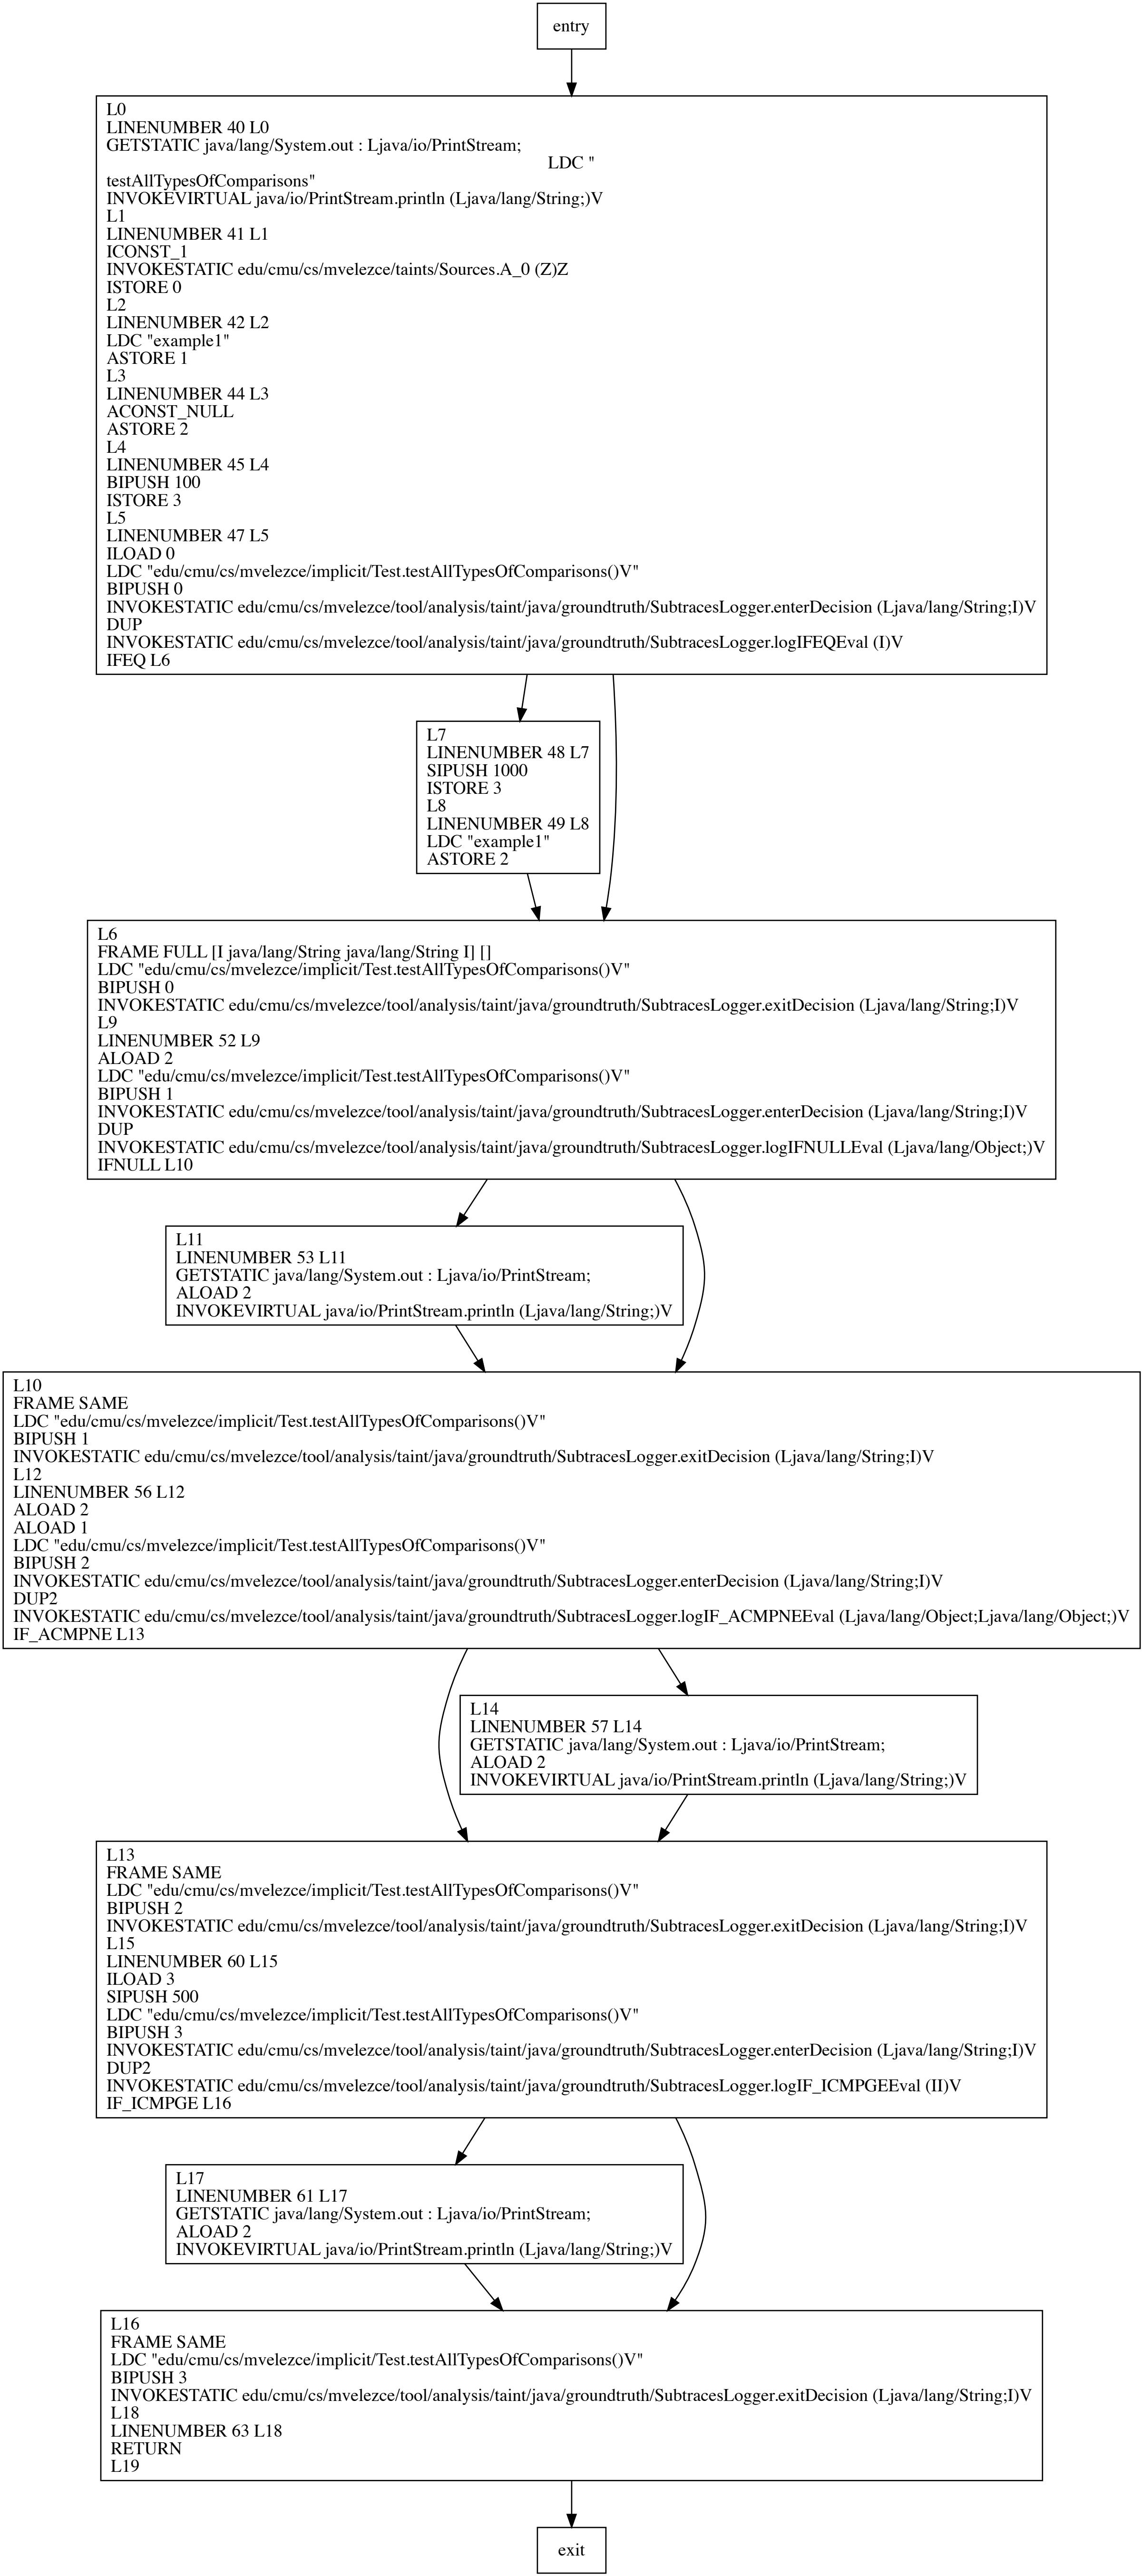 entry
L0
LINENUMBER 40 L0
GETSTATIC java/lang/System.out : Ljava/io/PrintStream;
LDC "
testAllTypesOfComparisons"
INVOKEVIRTUAL java/io/PrintStream.println (Ljava/lang/String;)V
L1
LINENUMBER 41 L1
ICONST_1
INVOKESTATIC edu/cmu/cs/mvelezce/taints/Sources.A_0 (Z)Z
ISTORE 0
L2
LINENUMBER 42 L2
LDC "example1"
ASTORE 1
L3
LINENUMBER 44 L3
ACONST_NULL
ASTORE 2
L4
LINENUMBER 45 L4
BIPUSH 100
ISTORE 3
L5
LINENUMBER 47 L5
ILOAD 0
LDC "edu/cmu/cs/mvelezce/implicit/Test.testAllTypesOfComparisons()V"
BIPUSH 0
INVOKESTATIC edu/cmu/cs/mvelezce/tool/analysis/taint/java/groundtruth/SubtracesLogger.enterDecision (Ljava/lang/String;I)V
DUP
INVOKESTATIC edu/cmu/cs/mvelezce/tool/analysis/taint/java/groundtruth/SubtracesLogger.logIFEQEval (I)V
IFEQ L6
L7
LINENUMBER 48 L7
SIPUSH 1000
ISTORE 3
L8
LINENUMBER 49 L8
LDC "example1"
ASTORE 2
L6
FRAME FULL [I java/lang/String java/lang/String I] []
LDC "edu/cmu/cs/mvelezce/implicit/Test.testAllTypesOfComparisons()V"
BIPUSH 0
INVOKESTATIC edu/cmu/cs/mvelezce/tool/analysis/taint/java/groundtruth/SubtracesLogger.exitDecision (Ljava/lang/String;I)V
L9
LINENUMBER 52 L9
ALOAD 2
LDC "edu/cmu/cs/mvelezce/implicit/Test.testAllTypesOfComparisons()V"
BIPUSH 1
INVOKESTATIC edu/cmu/cs/mvelezce/tool/analysis/taint/java/groundtruth/SubtracesLogger.enterDecision (Ljava/lang/String;I)V
DUP
INVOKESTATIC edu/cmu/cs/mvelezce/tool/analysis/taint/java/groundtruth/SubtracesLogger.logIFNULLEval (Ljava/lang/Object;)V
IFNULL L10
L11
LINENUMBER 53 L11
GETSTATIC java/lang/System.out : Ljava/io/PrintStream;
ALOAD 2
INVOKEVIRTUAL java/io/PrintStream.println (Ljava/lang/String;)V
L10
FRAME SAME
LDC "edu/cmu/cs/mvelezce/implicit/Test.testAllTypesOfComparisons()V"
BIPUSH 1
INVOKESTATIC edu/cmu/cs/mvelezce/tool/analysis/taint/java/groundtruth/SubtracesLogger.exitDecision (Ljava/lang/String;I)V
L12
LINENUMBER 56 L12
ALOAD 2
ALOAD 1
LDC "edu/cmu/cs/mvelezce/implicit/Test.testAllTypesOfComparisons()V"
BIPUSH 2
INVOKESTATIC edu/cmu/cs/mvelezce/tool/analysis/taint/java/groundtruth/SubtracesLogger.enterDecision (Ljava/lang/String;I)V
DUP2
INVOKESTATIC edu/cmu/cs/mvelezce/tool/analysis/taint/java/groundtruth/SubtracesLogger.logIF_ACMPNEEval (Ljava/lang/Object;Ljava/lang/Object;)V
IF_ACMPNE L13
L14
LINENUMBER 57 L14
GETSTATIC java/lang/System.out : Ljava/io/PrintStream;
ALOAD 2
INVOKEVIRTUAL java/io/PrintStream.println (Ljava/lang/String;)V
L13
FRAME SAME
LDC "edu/cmu/cs/mvelezce/implicit/Test.testAllTypesOfComparisons()V"
BIPUSH 2
INVOKESTATIC edu/cmu/cs/mvelezce/tool/analysis/taint/java/groundtruth/SubtracesLogger.exitDecision (Ljava/lang/String;I)V
L15
LINENUMBER 60 L15
ILOAD 3
SIPUSH 500
LDC "edu/cmu/cs/mvelezce/implicit/Test.testAllTypesOfComparisons()V"
BIPUSH 3
INVOKESTATIC edu/cmu/cs/mvelezce/tool/analysis/taint/java/groundtruth/SubtracesLogger.enterDecision (Ljava/lang/String;I)V
DUP2
INVOKESTATIC edu/cmu/cs/mvelezce/tool/analysis/taint/java/groundtruth/SubtracesLogger.logIF_ICMPGEEval (II)V
IF_ICMPGE L16
L17
LINENUMBER 61 L17
GETSTATIC java/lang/System.out : Ljava/io/PrintStream;
ALOAD 2
INVOKEVIRTUAL java/io/PrintStream.println (Ljava/lang/String;)V
L16
FRAME SAME
LDC "edu/cmu/cs/mvelezce/implicit/Test.testAllTypesOfComparisons()V"
BIPUSH 3
INVOKESTATIC edu/cmu/cs/mvelezce/tool/analysis/taint/java/groundtruth/SubtracesLogger.exitDecision (Ljava/lang/String;I)V
L18
LINENUMBER 63 L18
RETURN
L19
exit